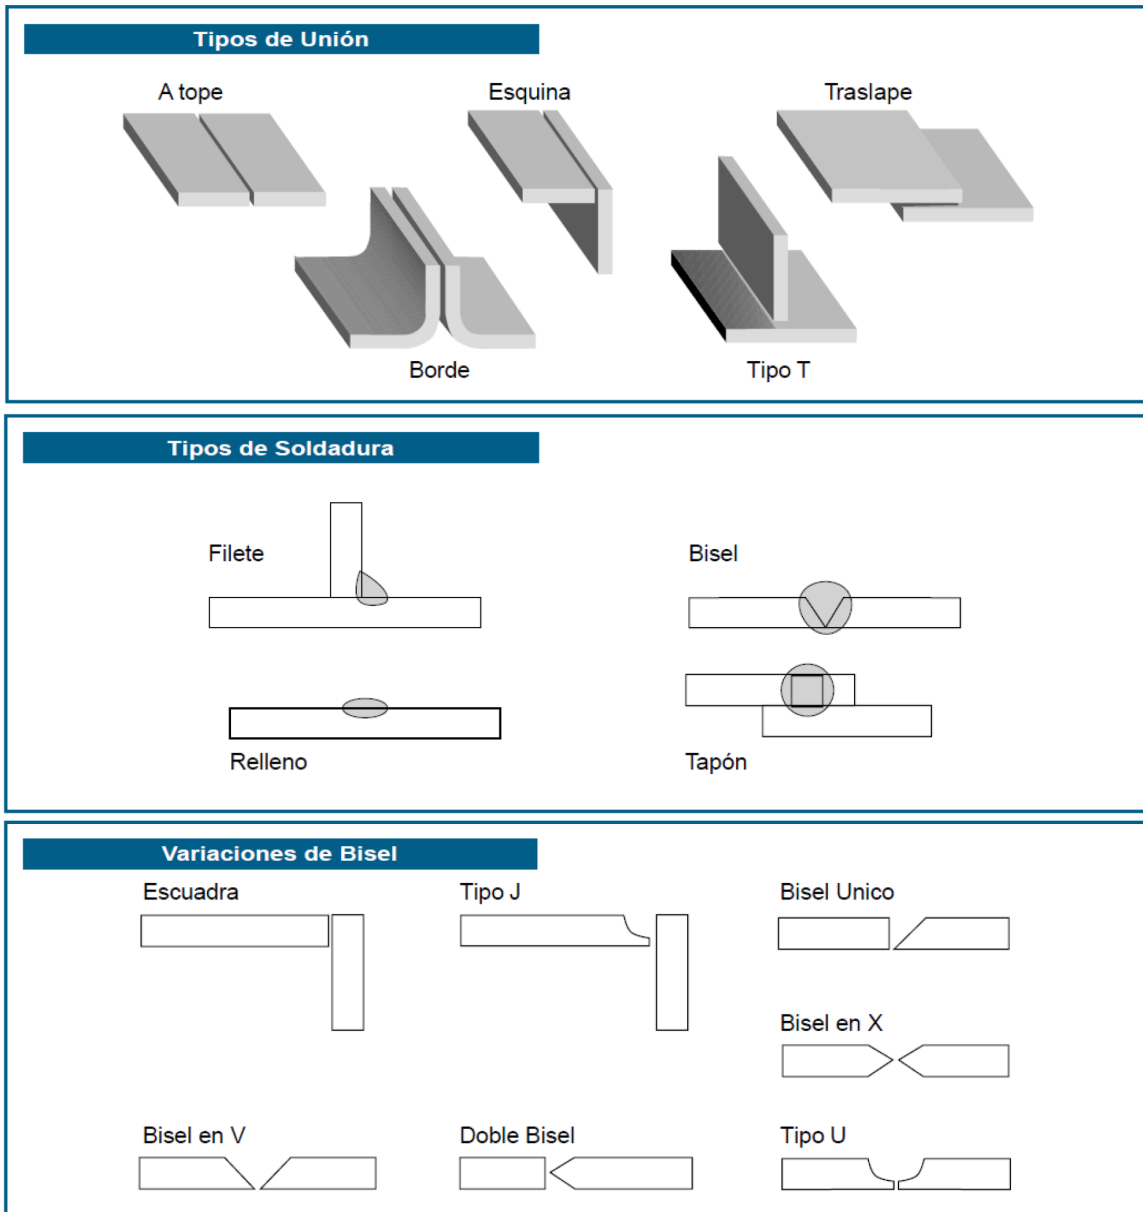 Tipos de Unión
A tope
Esquina
Traslape
Borde
Tipo T
Tipos de Soldadura
Filete
Bisel
Relleno
Tapón
Variaciones de Bisel
Escuadra
Tipo J
Bisel Unico
Bisel en X
Bisel en V
Doble Bisel
Tipo U